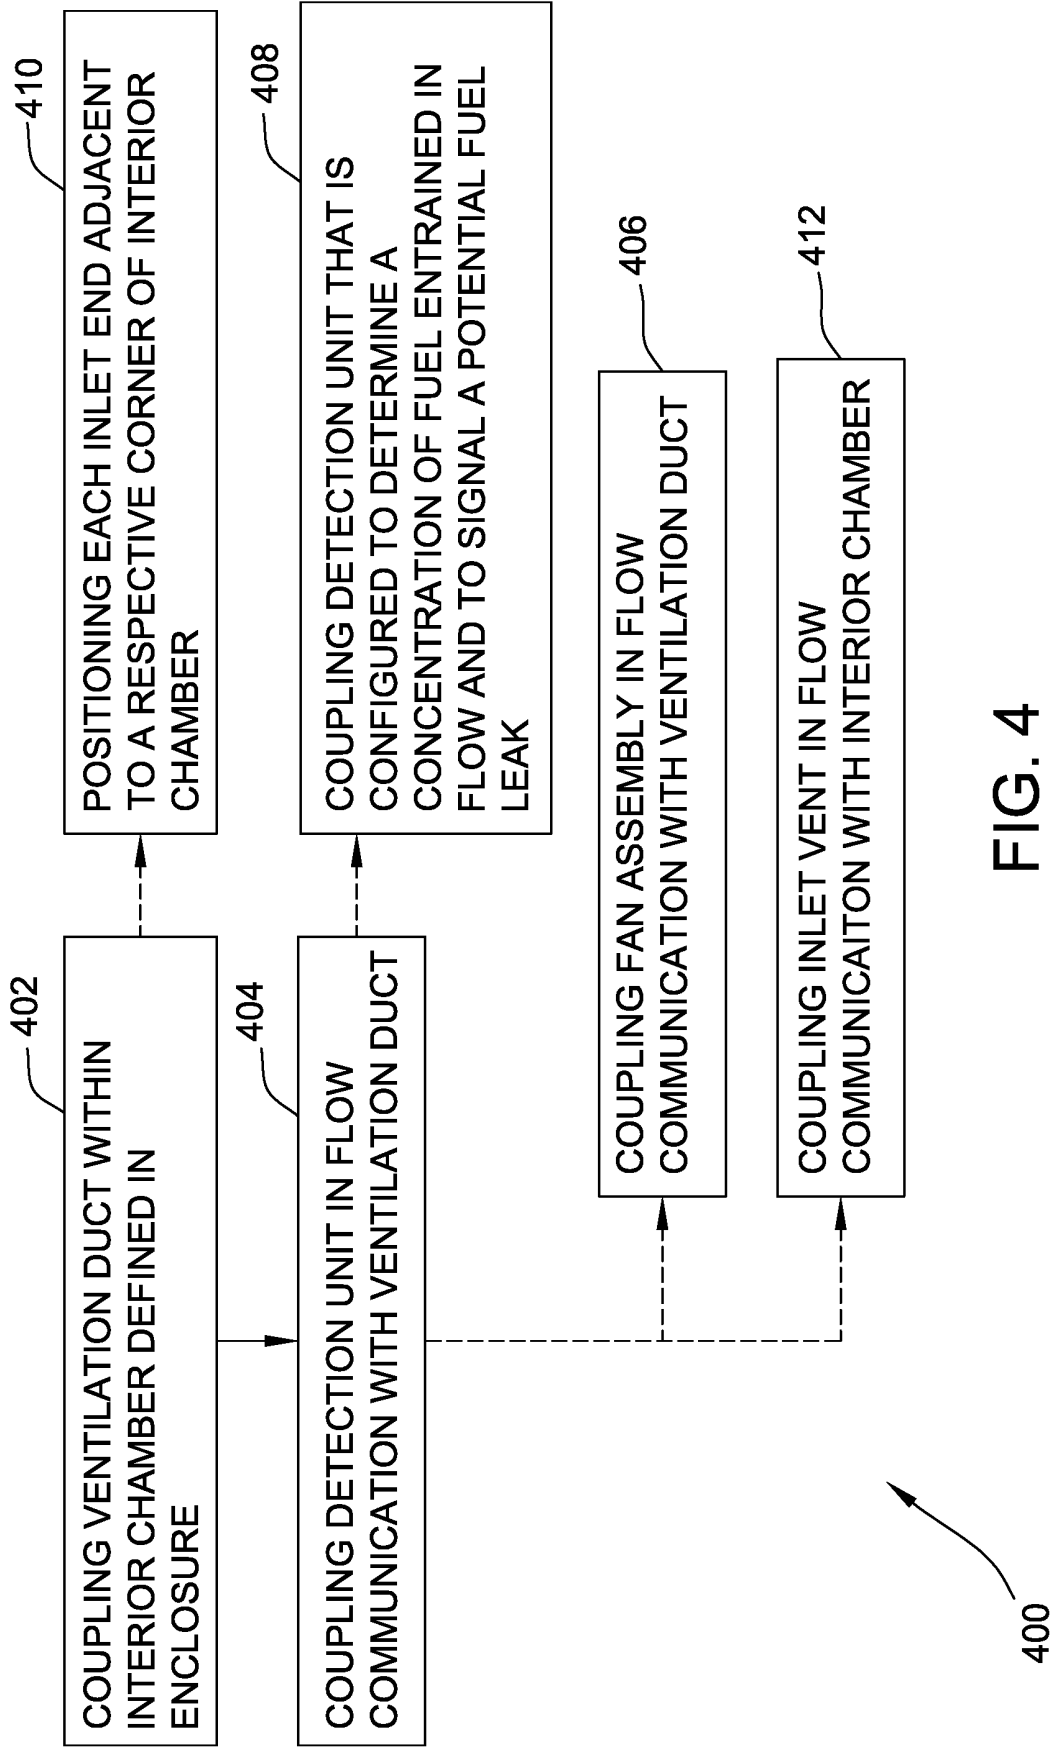 402
COUPLING VENTILATION DUCT WITHIN
INTERIOR CHAMBER DEFINED IN
ENCLOSURE
410
POSITIONING EACH INLET END ADJACENT
TO A RESPECTIVE CORNER OF INTERIOR
CHAMBER
404
COUPLING DETECTION UNIT IN FLOW
COMMUNICATION WITH VENTILATION DUCT
408
COUPLING DETECTION UNIT THAT IS
CONFIGURED TO DETERMINE A
CONCENTRATION OF FUEL ENTRAINED IN
FLOW AND TO SIGNAL A POTENTIAL FUEL
LEAK
406
COUPLING FAN ASSEMBLY IN FLOW
COMMUNICATION WITH VENTILATION DUCT
412
COUPLING INLET VENT IN FLOW
COMMUNICAITON WITH INTERIOR CHAMBER
400
FIG. 4